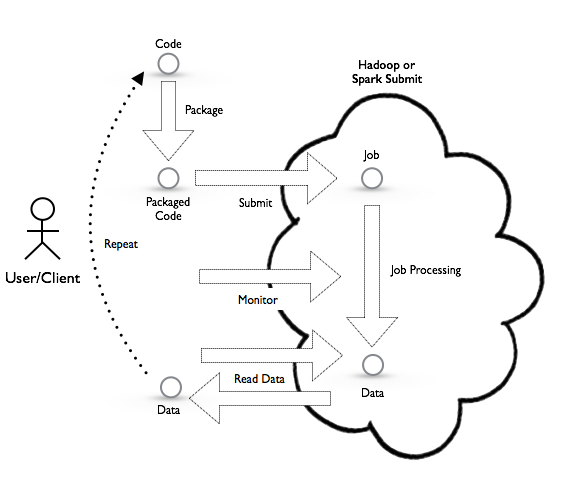 Code
Hadoop or
Spark Submit
Package
Job
Packaged
Code
Submit
Repeat
User/Client
Job Processing
Monitor
Read Data
Data
Data